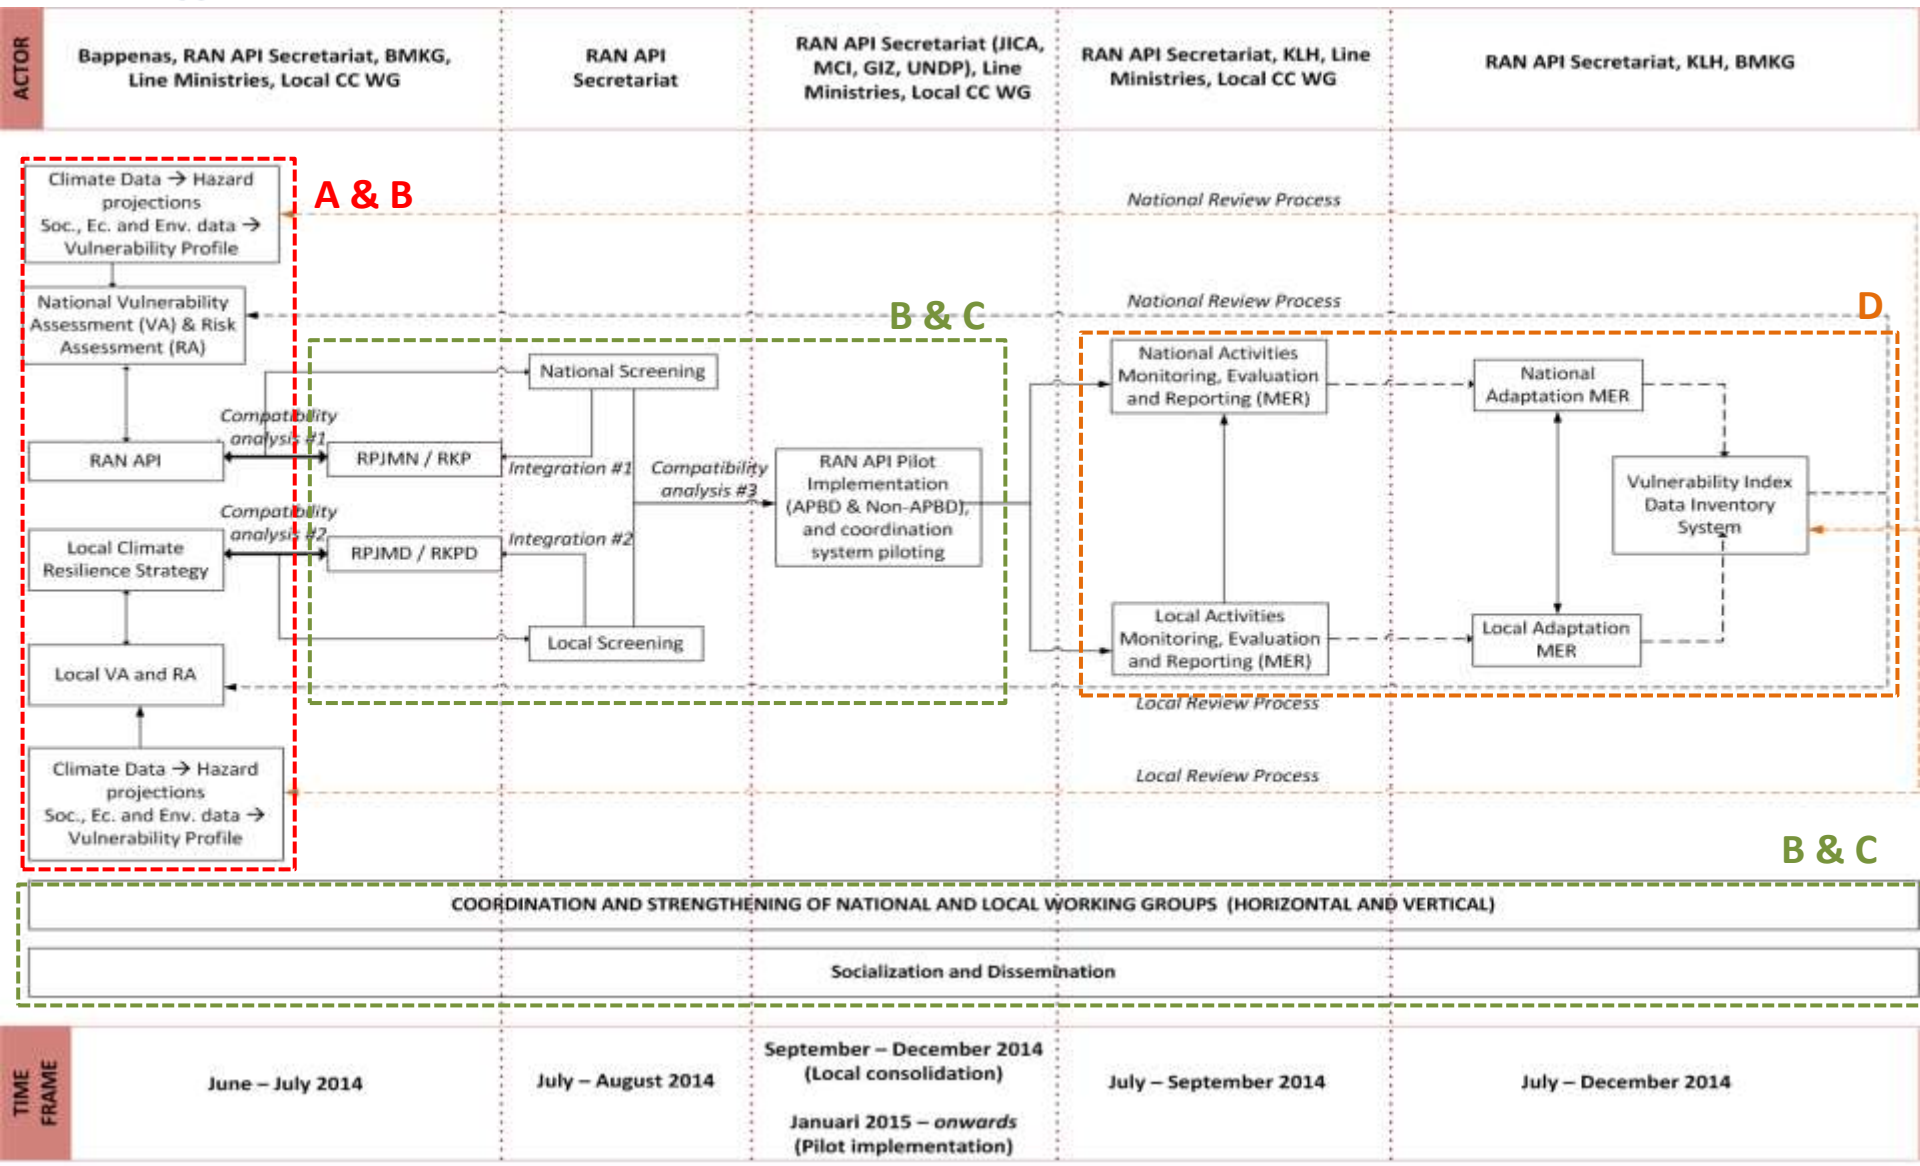 ACTOR
Bappenas, RAN API Secretariat, BMKG,
Line Ministries, Local CC WG
RAN API
Secretariat
RAN API Secretariat (JICA,
MCI, GIZ, UNDP), Line
Ministries, Local CC WG
RAN API Secretariat, KLH, Line
Ministries, Local CC WG
RAN API Secretariat, KLH, BMKG
Climate Data → Hazard
projections
Soc., Ec. and Env. data →
Vulnerability Profile
A & B
National Review Process
National Vulnerability
Assessment (VA) & Risk
Assessment (RA)
National Review Process
B & C
D
National Screening
National Activities
Monitoring, Evaluation
and Reporting (MER)
National
Adaptation MER
Compatibility
analysis #1
RAN API
RPJMN / RKP
Integration #1
Compatibility
analysis #3
RAN API Pilot
Implementation
(APBD & Non-APBD),
and coordination
system piloting
Vulnerability Index
Data Inventory
System
Compatibility
analysis #2
Local Climate
Resilience Strategy
RPJMD / RKPD
Integration #2
Local Screening
Local Activities
Monitoring, Evaluation
and Reporting (MER)
Local Adaptation
MER
Local VA and RA
Local Review Process
Climate Data → Hazard
projections
Soc., Ec. and Env. data →
Vulnerability Profile
Local Review Process
B & C
COORDINATION AND STRENGTHENING OF NATIONAL AND LOCAL WORKING GROUPS (HORIZONTAL AND VERTICAL)
Socialization and Dissemination
TIME
FRAME
June – July 2014
July – August 2014
September – December 2014
(Local consolidation)
Januari 2015 – onwards
(Pilot implementation)
July – September 2014
July – December 2014